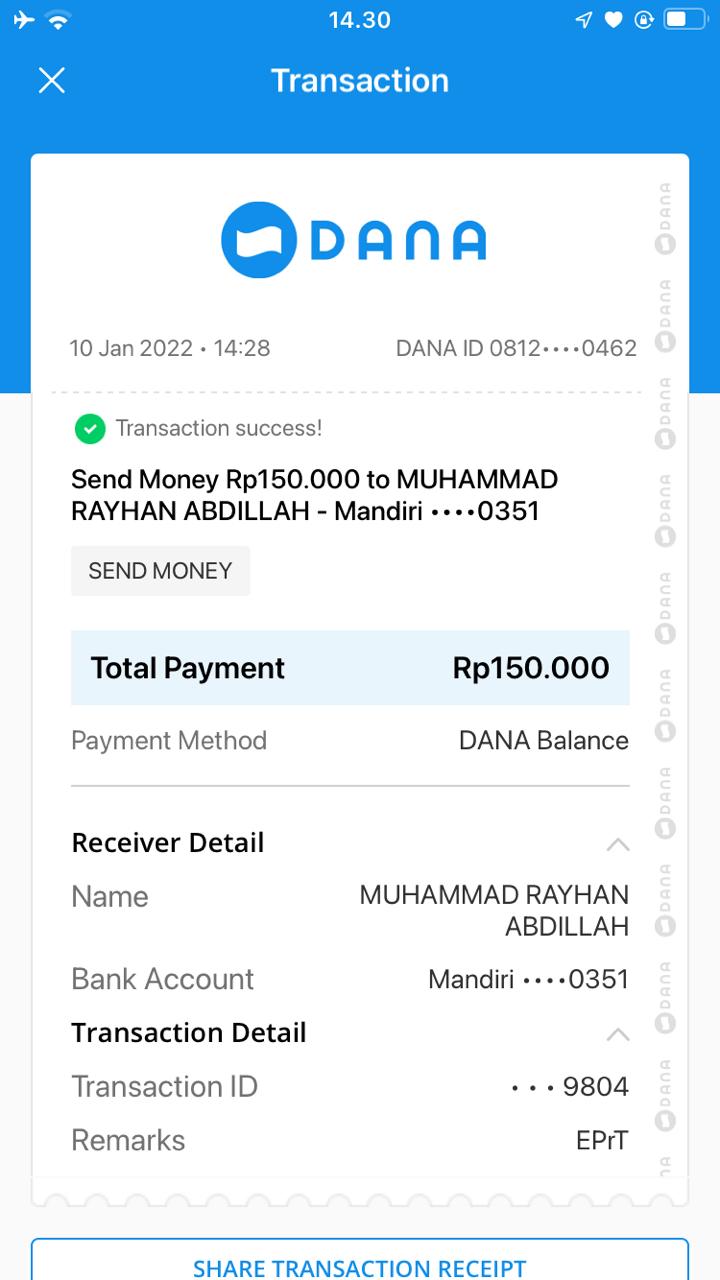 14.30
Transaction
DANA
10 Jan 2022 • 14:28 DANA ID 0812••••0462
Transaction success!
Send Money Rp150.000 to MUHAMMAD
RAYHAN ABDILLAH - Mandiri ••••0351
SEND MONEY
Total Payment Rp150.000
Payment Method DANA Balance
Receiver Detail
Name MUHAMMAD RAYHAN
ABDILLAH
Bank Account Mandiri ••••0351
Transaction Detail
Transaction ID • • • 9804
Remarks EPrT
SHARE TRANSACTION RECEIPT
DANA
DANA
DANA
DANA
DANA
DANA
DANA
DANA
DANA
DANA
NA